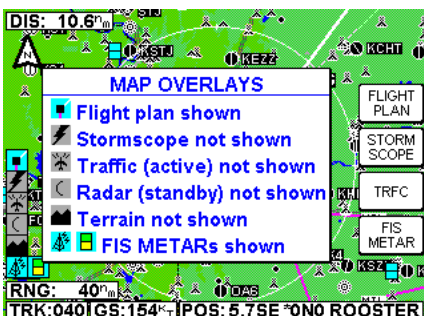 DIS: 10.6nm
KSTJ
KEZZ
KCHT
N
MAP OVERLAYS
Flight plan shown
Stormscope not shown
Traffic (active) not shown
Radar (standby) not shown
Terrain not shown
FIS METARs shown
FLIGHT PLAN
STORM SCOPE
TRFC
FIS METAR
KSZ
0A6
RNG: 40nm
TRK:040 GS:154KT POS: 5.7SE *0N0 ROOSTER